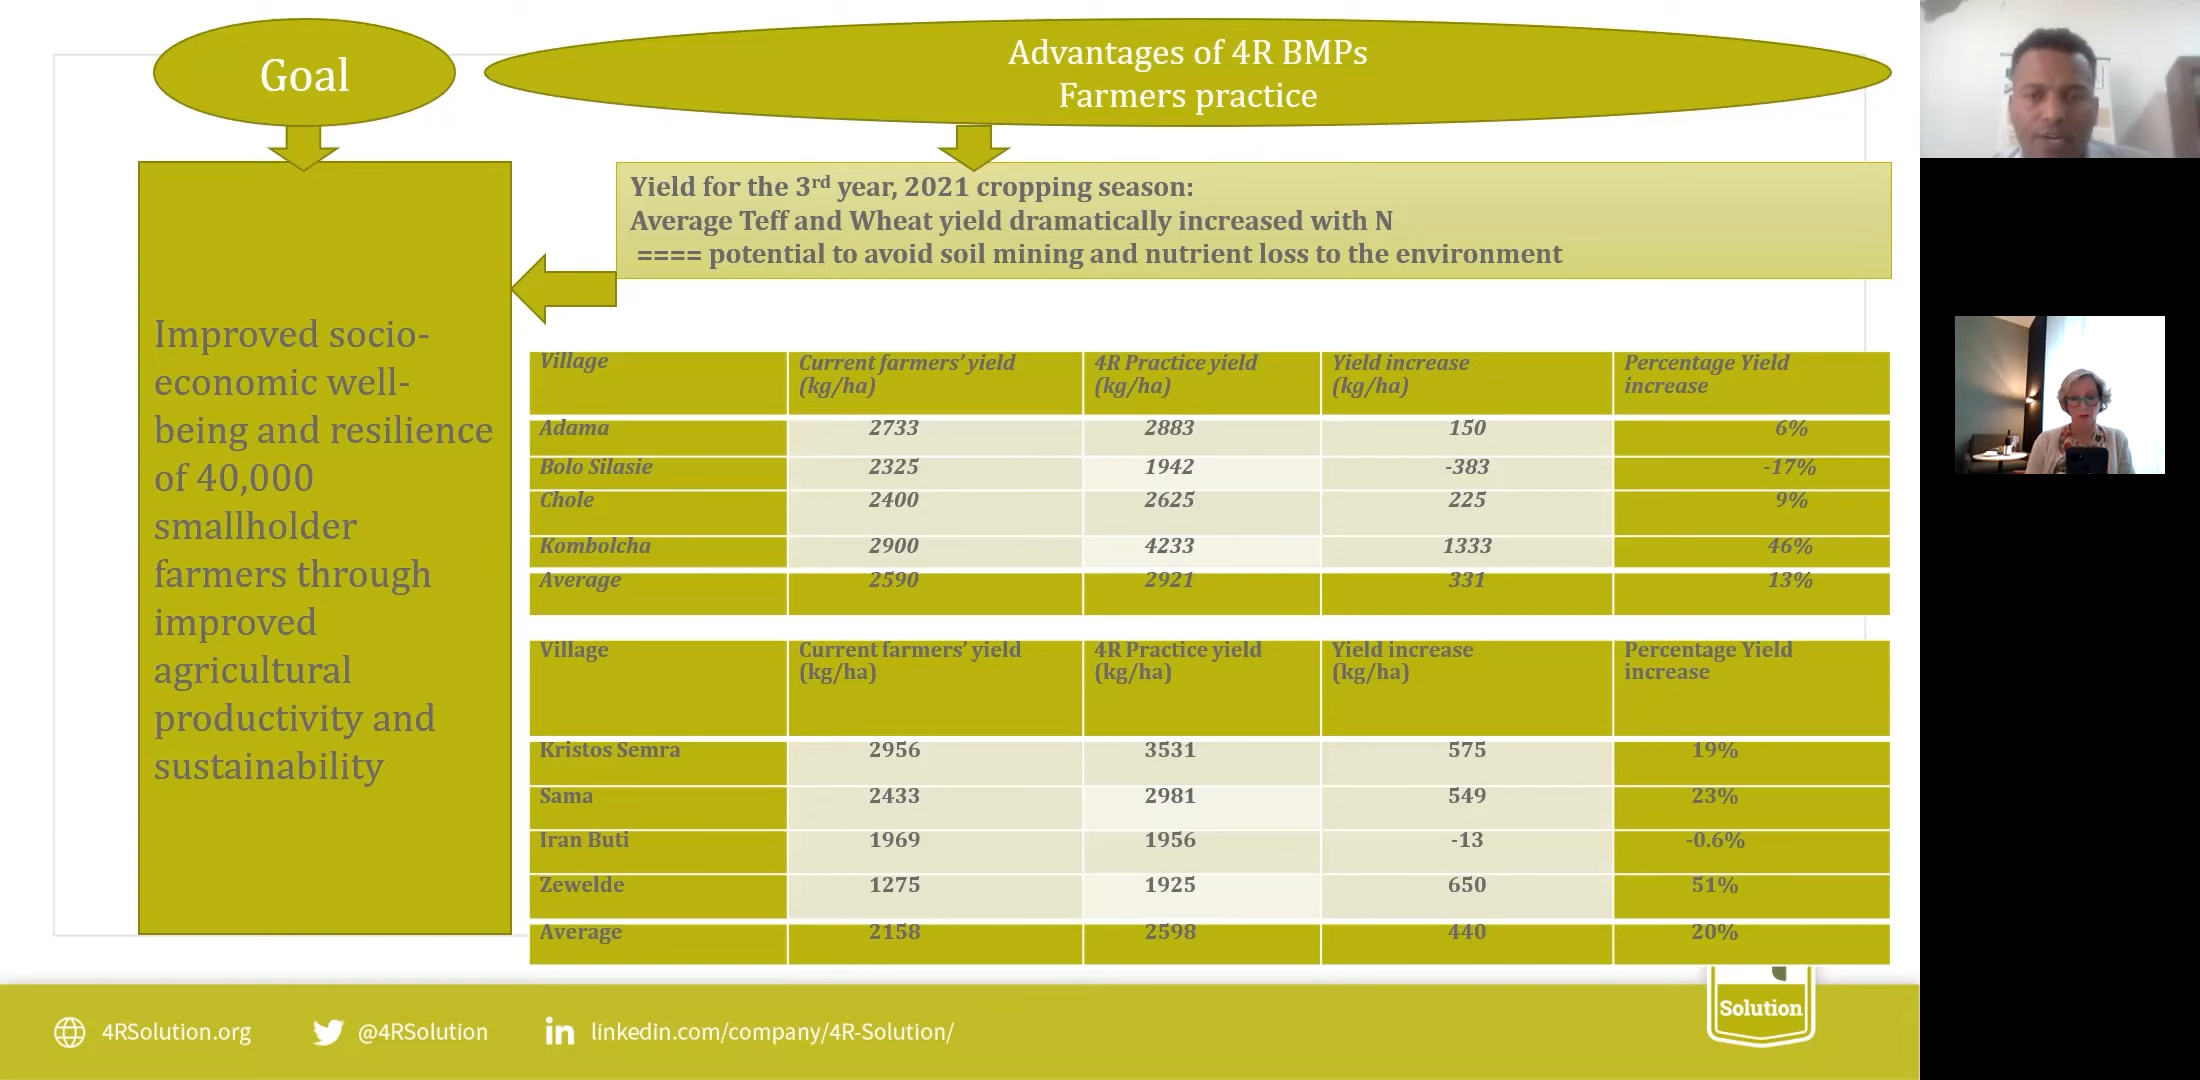 Goal
Advantages of 4R BMPs
Farmers practice
Improved socio-
economic well-
being and resilience
of 40,000
smallholder
farmers through
improved
agricultural
productivity and
sustainability
Yield for the 3rd year, 2021 cropping season:
Average Teff and Wheat yield dramatically increased with N
==== potential to avoid soil mining and nutrient loss to the environment
Village Current farmers' yield (kg/ha) 4R Practice yield (kg/ha) Yield increase (kg/ha) Percentage Yield increase
Adama 2733 2883 150 6%
Bolo Silasie 2325 1942 -383 -17%
Chole 2400 2625 225 9%
Kombolcha 2900 4233 1333 46%
Average 2590 2921 331 13%
Village Current farmers' yield (kg/ha) 4R Practice yield (kg/ha) Yield increase (kg/ha) Percentage Yield increase
Kristos Semra 2956 3531 575 19%
Sama 2433 2981 549 23%
Iran Buti 1969 1956 -13 -0.6%
Zewelde 1275 1925 650 51%
Average 2158 2598 440 20%
Solution
4RSolution.org @4RSolution in linkedin.com/company/4R-Solution/